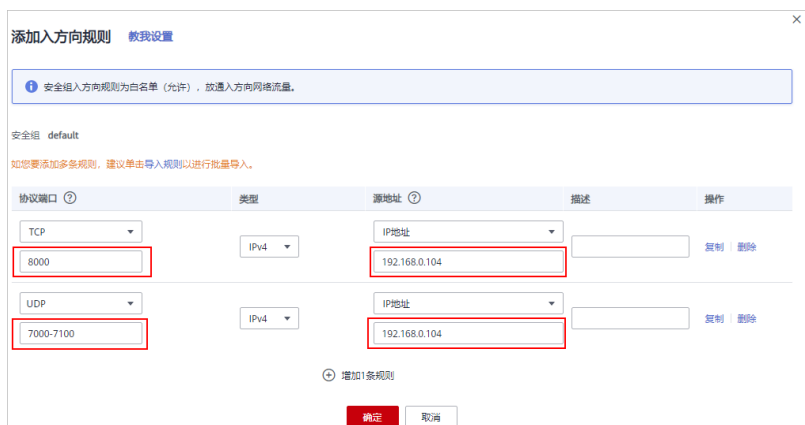 添加入方向规则 教我设置
安全组入方向规则为白名单（允许），放通入方向网络流量。
安全组 default
如您要添加多条规则，建议单击导入规则以进行批量导入。
协议端口 ? 类型 源地址 ? 描述 操作
TCP IP地址
IPv4 复制 删除
8000 192.168.0.104
UDP IP地址
IPv4 复制 删除
7000-7100 192.168.0.104
增加1条规则
确定 取消